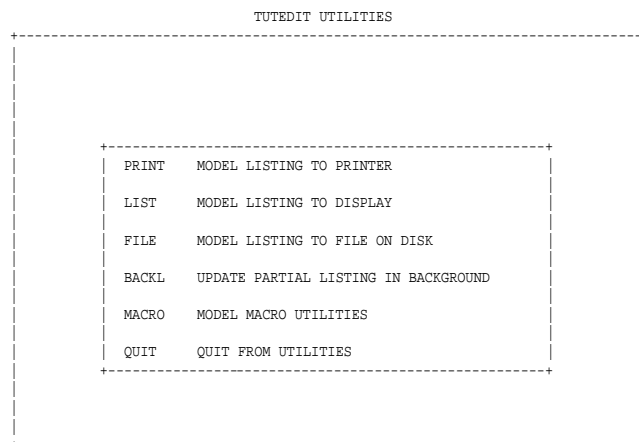 TUTEDIT UTILITIES
PRINT MODEL LISTING TO PRINTER
LIST MODEL LISTING TO DISPLAY
FILE MODEL LISTING TO FILE ON DISK
BACKL UPDATE PARTIAL LISTING IN BACKGROUND
MACRO MODEL MACRO UTILITIES
QUIT QUIT FROM UTILITIES